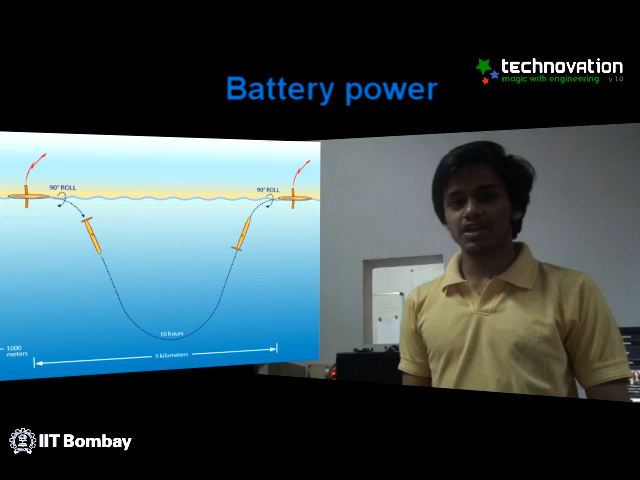 technovation
magic with engineering v 1.0
Battery power
90° ROLL
90° ROLL
10 hours
1000
meters
5 kilometers
IIT Bombay